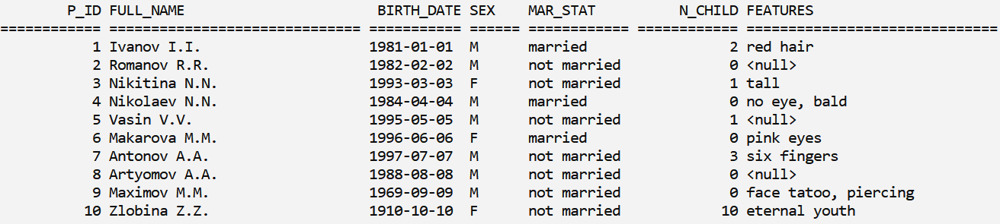 P_ID FULL_NAME BIRTH_DATE SEX MAR_STAT N_CHILD FEATURES
============ ============================== =========== ====== ============ ============ ==============================
1 Ivanov I.I. 1981-01-01 M married 2 red hair
2 Romanov R.R. 1982-02-02 M not married 0 <null>
3 Nikitina N.N. 1993-03-03 F not married 1 tall
4 Nikolaev N.N. 1984-04-04 M married 0 no eye, bald
5 Vasin V.V. 1995-05-05 M not married 1 <null>
6 Makarova M.M. 1996-06-06 F married 0 pink eyes
7 Antonov A.A. 1997-07-07 M not married 3 six fingers
8 Artyomov A.A. 1988-08-08 M not married 0 <null>
9 Maximov M.M. 1969-09-09 M not married 0 face tatoo, piercing
10 Zlobina Z.Z. 1910-10-10 F not married 10 eternal youth